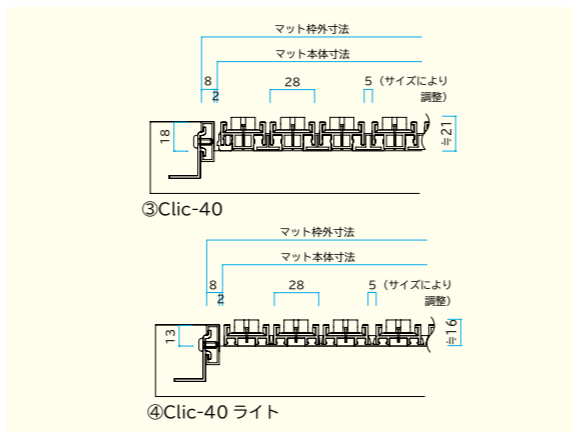 マット枠外寸法
マット本体寸法
8
2
28
5（サイズにより
調整）
18
≒21
③Clic-40
マット枠外寸法
マット本体寸法
8
2
28
5（サイズにより
調整）
13
≒16
④Clic-40 ライト